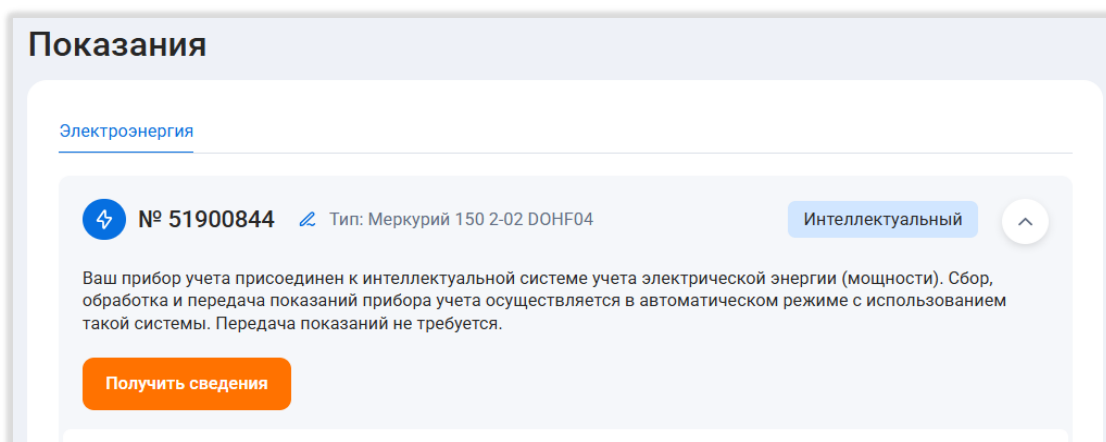 Показания
Электроэнергия
№ 51900844 Тип: Меркурий 150 2-02 DOHF04 Интеллектуальный
Ваш прибор учета присоединен к интеллектуальной системе учета электрической энергии (мощности). Сбор,
обработка и передача показаний прибора учета осуществляется в автоматическом режиме с использованием
такой системы. Передача показаний не требуется.
Получить сведения